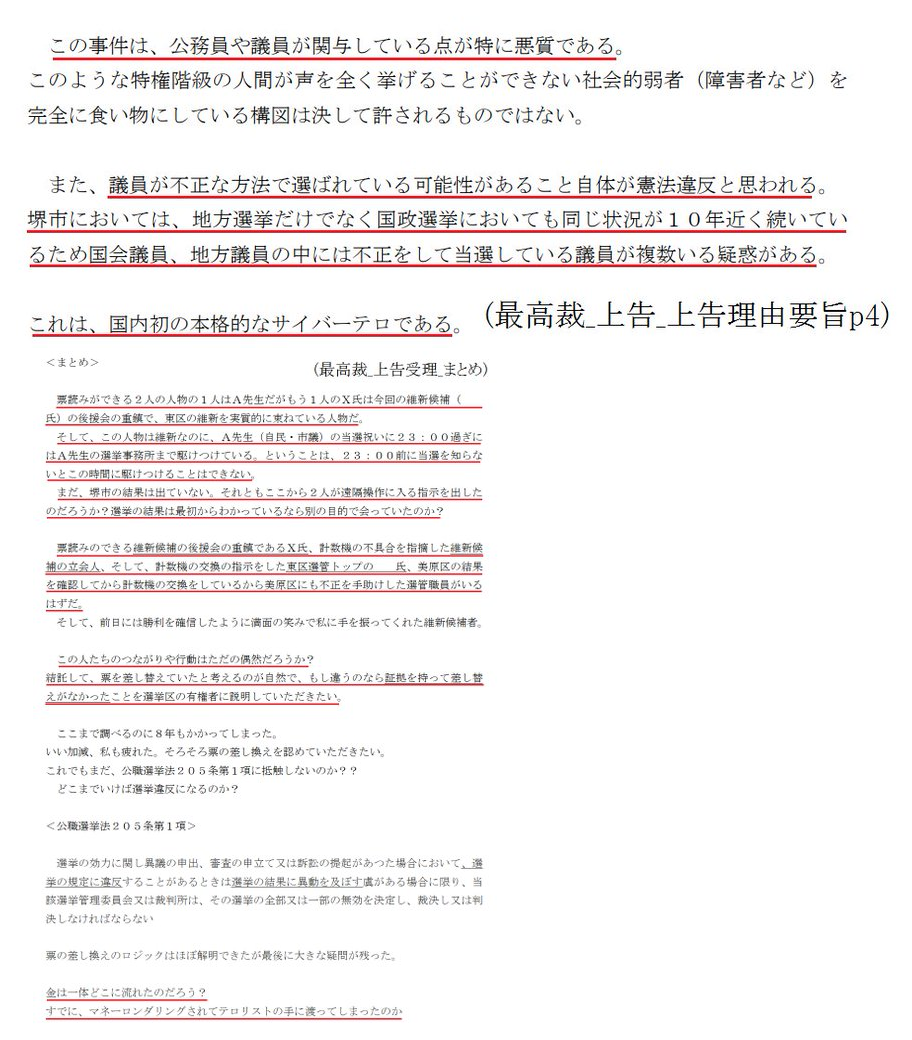 この事件は、公務員や議員が関与している点が特に悪質である。
このような特権階級の人間が声を全く挙げることができない社会的弱者（障害者など）を
完全に食い物にしている構図は決して許されるものではない。
また、議員が不正な方法で選ばれている可能性があること自体が憲法違反と思われる。
堺市においては、地方選挙だけでなく国政選挙においても同じ状況が１０年近く続いてい
るため国会議員、地方議員の中には不正をして当選している議員が複数いる疑惑がある。
これは、国内初の本格的なサイバーテロである。
(最高裁_上告_上告理由要旨p4)
＜まとめ＞
(最高裁_上告受理_まとめ)
票読みができる２人の人物の１人はＡ先生だがもう１人のＸ氏は今回の維新候補（
氏）の後援会の重鎮で、東区の維新を実質的に束ねている人物だ。
そして、この人物は維新なのに、Ａ先生（自民・市議）の当選祝いに２３：００過ぎに
はＡ先生の選挙事務所まで駆けつけている。ということは、２３：００前に当選を知らな
いとこの時間に駆けつけることはできない。
まだ、堺市の結果は出ていない。それともここから２人が遠隔操作に入る指示を出した
のだろうか？選挙の結果は最初からわかっているなら別の目的で会っていたのか？
票読みのできる維新候補の後援会の重鎮であるＸ氏、計数機の不具合を指摘した維新候
補の立会人、そして、計数機の交換の指示をした東区選管トップの　　氏、美原区の結果
を確認してから計数機の交換をしているから美原区にも不正を手助けした選管職員がいる
はずだ。
そして、前日には勝利を確信したように満面の笑みで私に手を振ってくれた維新候補者。
この人たちのつながりや行動はただの偶然だろうか？
結託して、票を差し替えていたと考えるのが自然で、もし違うのなら証拠を持って差し替
えがなかったことを選挙区の有権者に説明していただきたい。
ここまで調べるのに８年もかかってしまった。
いい加減、私も疲れた。そろそろ票の差し換えを認めていただきたい。
これでもまだ、公職選挙法２０５条第１項に抵触しないのか？？
どこまでいけば選挙違反になるのか？
＜公職選挙法２０５条第１項＞
選挙の効力に関し異議の申出、審査の申立て又は訴訟の提起があつた場合において、選
挙の規定に違反することがあるときは選挙の結果に異動を及ぼす虞がある場合に限り、当
該選挙管理委員会又は裁判所は、その選挙の全部又は一部の無効を決定し、裁決し又は判
決しなければならない
票の差し換えのロジックはほぼ解明できたが最後に大きな疑問が残った。
金は一体どこに流れたのだろう？
すでに、マネーロンダリングされてテロリストの手に渡ってしまったのか